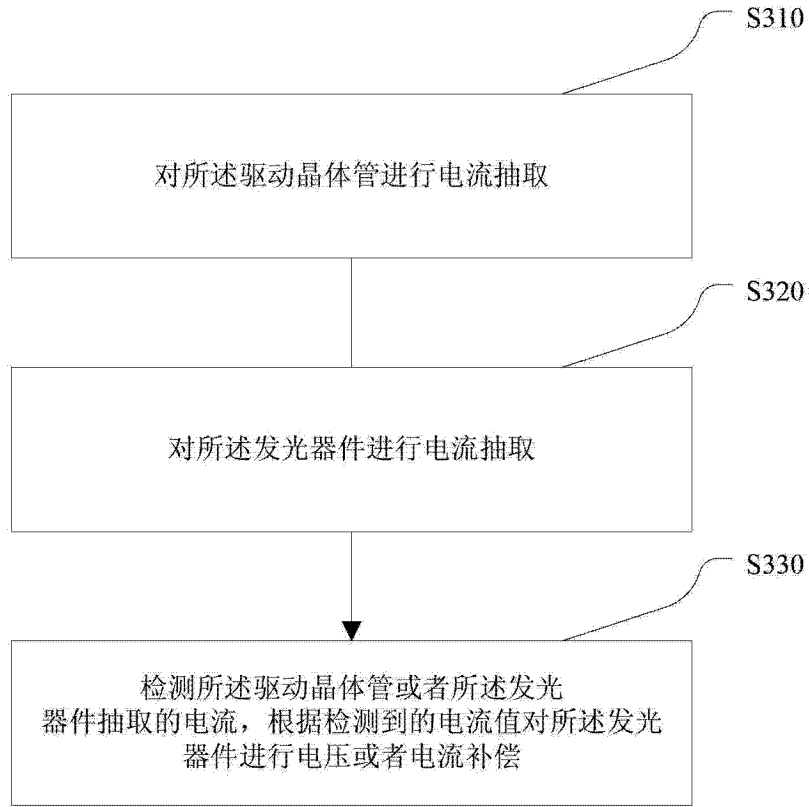 S310
对所述驱动晶体管进行电流抽取
S320
对所述发光器件进行电流抽取
S330
检测所述驱动晶体管或者所述发光
器件抽取的电流，根据检测到的电流值对所述发光
器件进行电压或者电流补偿